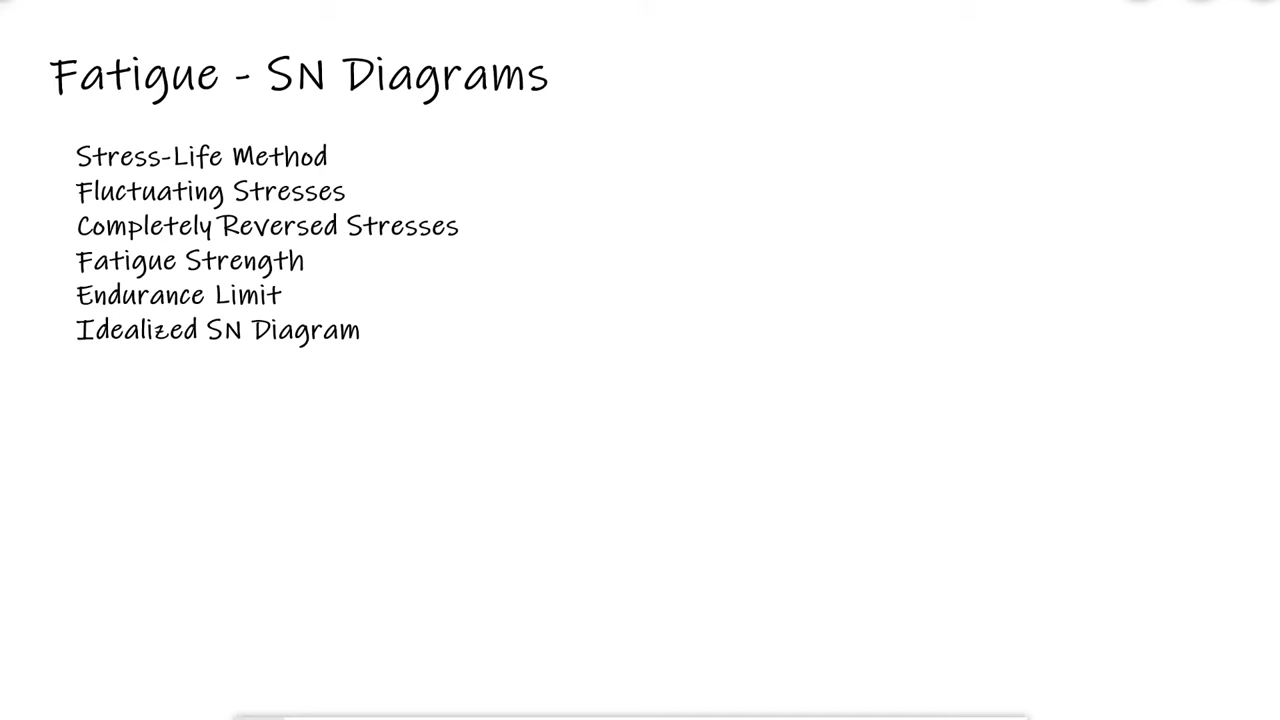 Fatigue - SN Diagrams
Stress-Life Method
Fluctuating Stresses
Completely Reversed Stresses
Fatigue Strength
Endurance Limit
Idealized SN Diagram